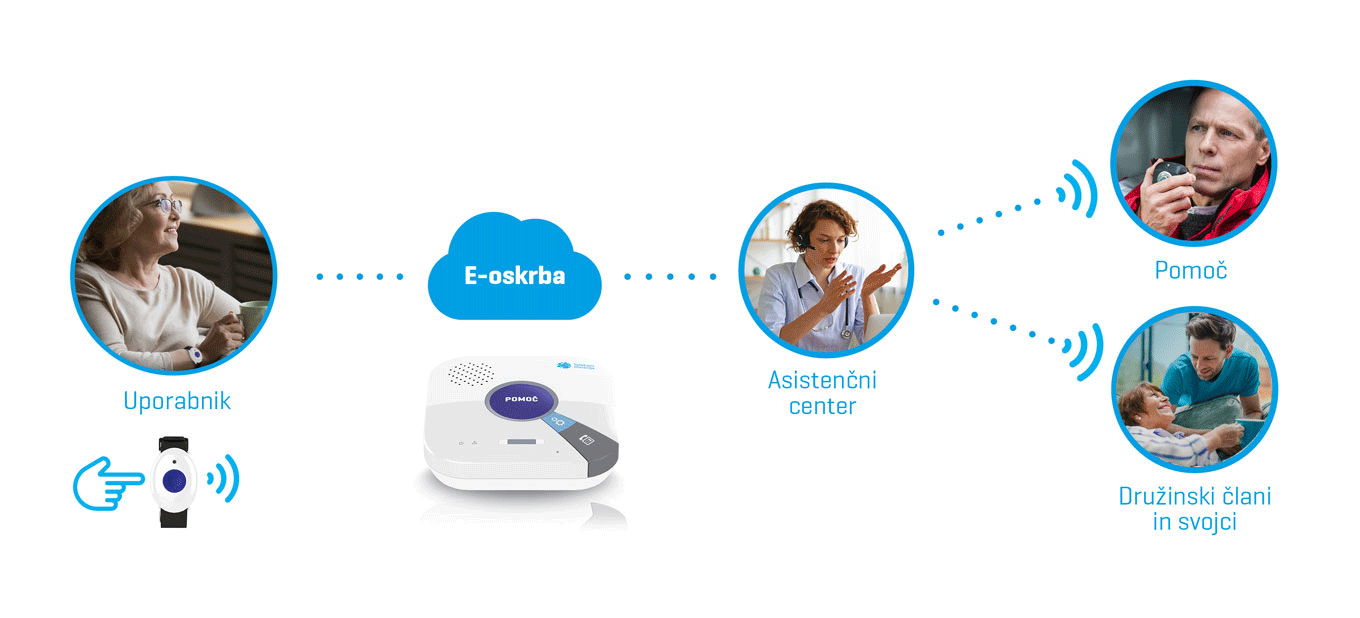 Uporabnik
E-oskrba
POMOČ
Asistenčni
center
Pomoč
Družinski člani
in svojci